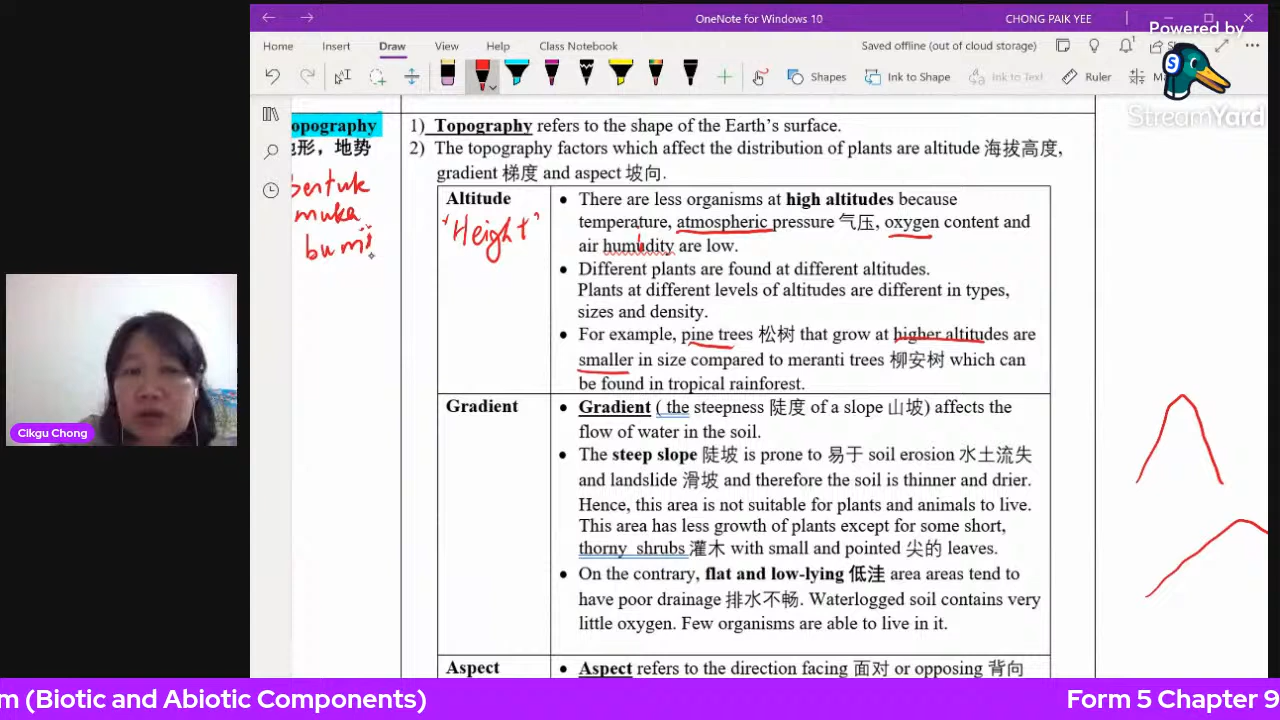 OneNote for Windows 10
CHONG PAIK YEE
Powered by
StreamYard
Home Insert Draw View Help Class Notebook
Saved offline (out of cloud storage)
Shapes Ink to Shape Ink to Text Ruler
opography
形，地势
bentuk
muka
bumi
1) Topography refers to the shape of the Earth's surface.
2) The topography factors which affect the distribution of plants are altitude 海拔高度,
gradient 梯度 and aspect 坡向.
Altitude
"Height"
• There are less organisms at high altitudes because
temperature, atmospheric pressure 气压, oxygen content and
air humudity are low.
• Different plants are found at different altitudes.
Plants at different levels of altitudes are different in types,
sizes and density.
• For example, pine trees 松树 that grow at higher altitudes are
smaller in size compared to meranti trees 柳安树 which can
be found in tropical rainforest.
Gradient
• Gradient ( the steepness 陡度 of a slope 山坡) affects the
flow of water in the soil.
• The steep slope 陡坡 is prone to 易于 soil erosion 水土流失
and landslide 滑坡 and therefore the soil is thinner and drier.
Hence, this area is not suitable for plants and animals to live.
This area has less growth of plants except for some short,
thorny shrubs 灌木 with small and pointed 尖的 leaves.
• On the contrary, flat and low-lying 低洼 area areas tend to
have poor drainage 排水不畅. Waterlogged soil contains very
little oxygen. Few organisms are able to live in it.
Aspect
• Aspect refers to the direction facing 面对 or opposing 背向
Cikgu Chong
m (Biotic and Abiotic Components)
Form 5 Chapter 9